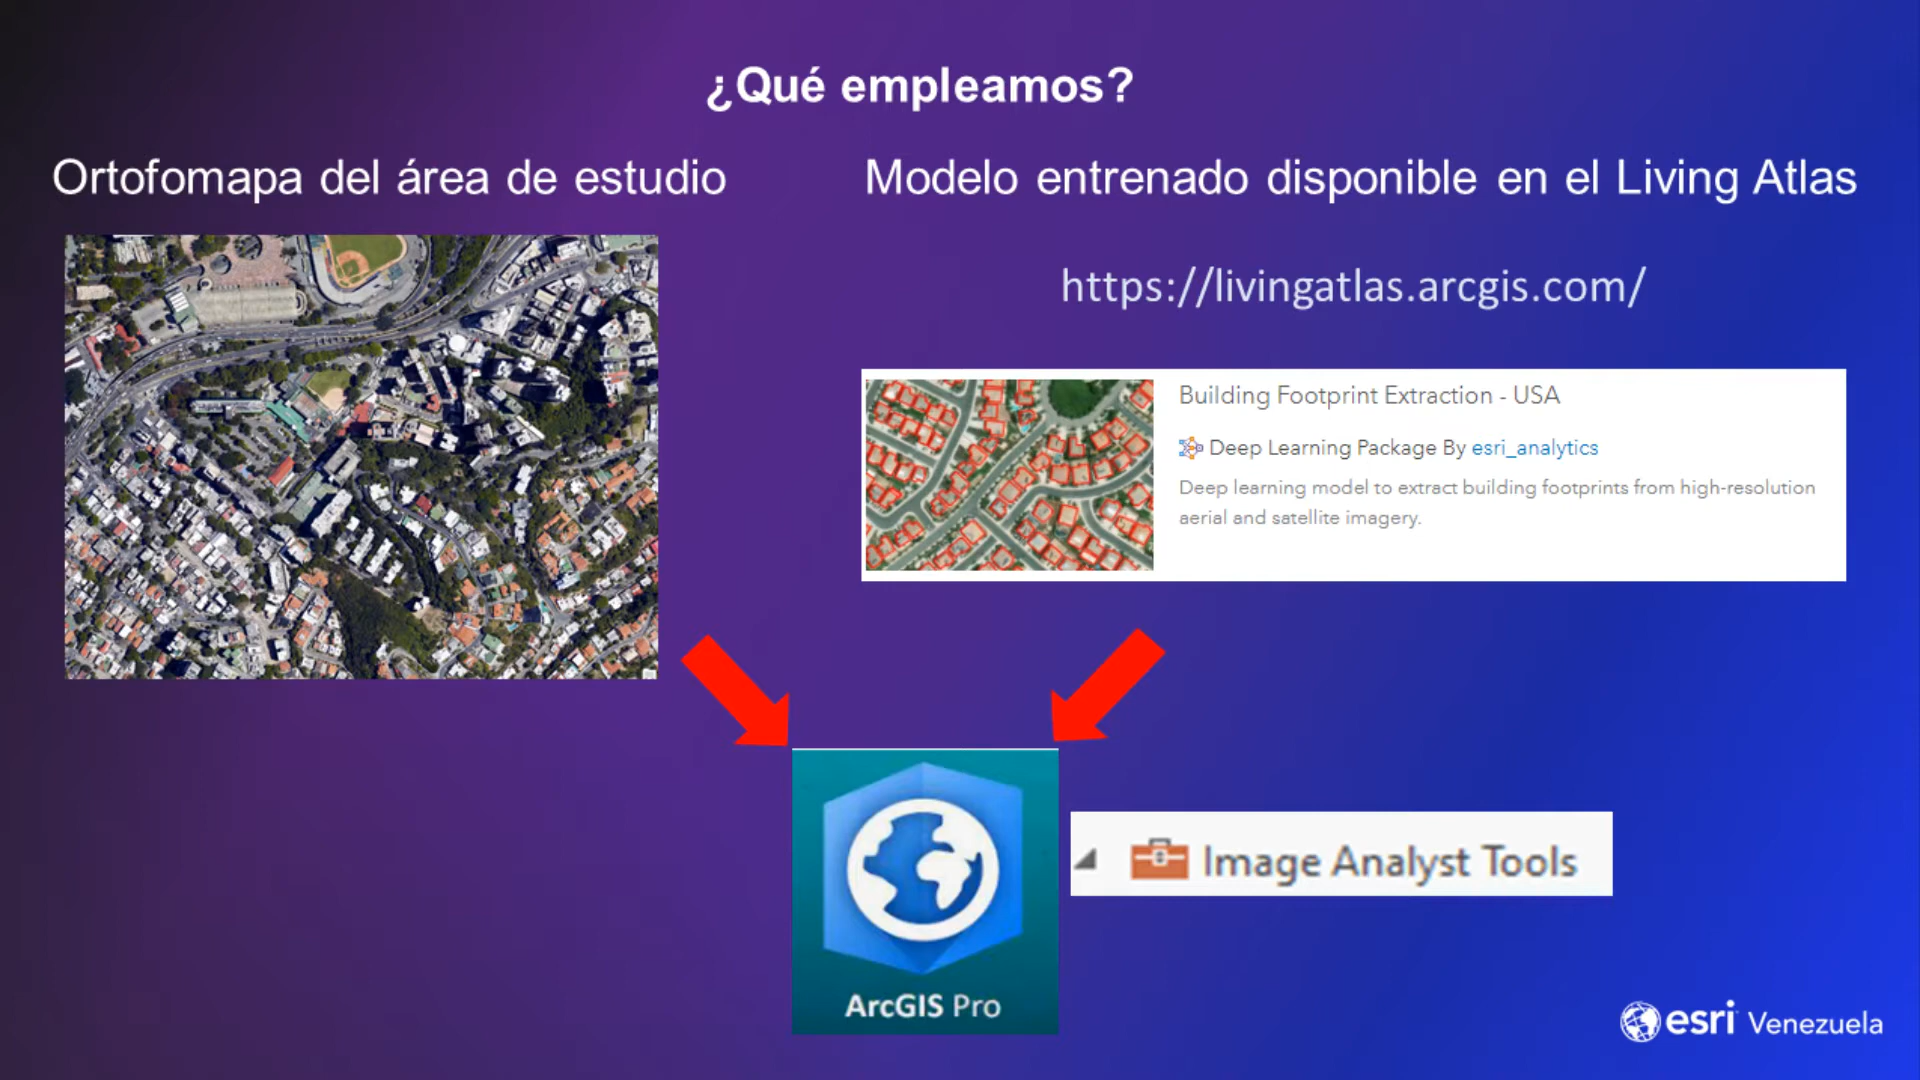 ¿Qué empleamos?
Ortofomapa del área de estudio
Modelo entrenado disponible en el Living Atlas
https://livingatlas.arcgis.com/
Building Footprint Extraction - USA
Deep Learning Package By esri_analytics
Deep learning model to extract building footprints from high-resolution
aerial and satellite imagery.
ArcGIS Pro
Image Analyst Tools
esri Venezuela